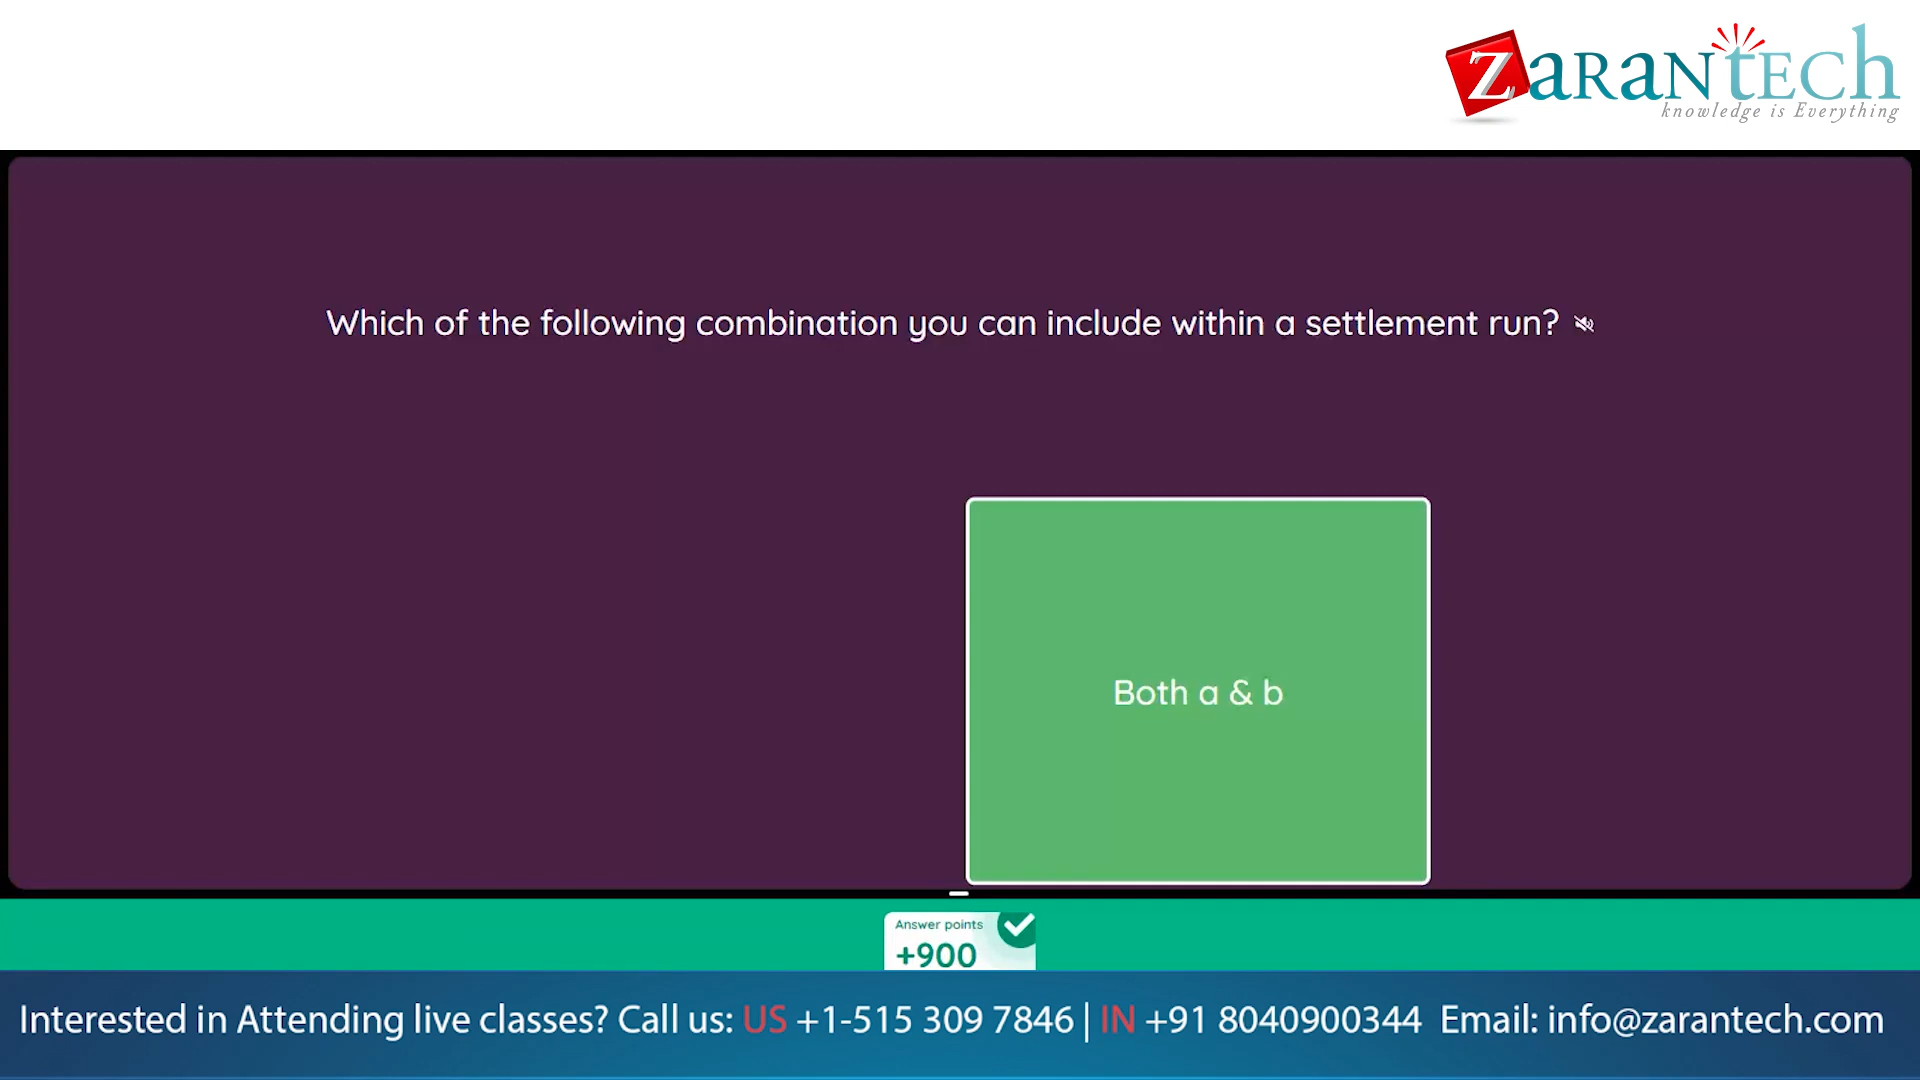 ZaranTech
knowledge is Everything
Which of the following combination you can include within a settlement run?
Both a & b
Answer points
+900
Interested in Attending live classes? Call us: US +1-515 309 7846 | IN +91 8040900344 Email: info@zarantech.com